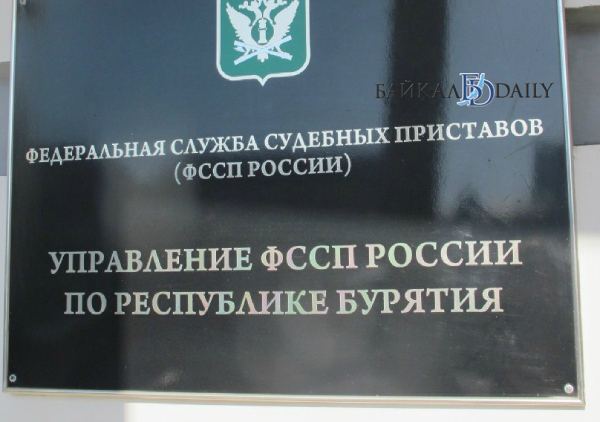 БАЙКАЛ DAILY
ФЕДЕРАЛЬНАЯ СЛУЖБА СУДЕБНЫХ ПРИСТАВОВ
(ФССП РОССИИ)
УПРАВЛЕНИЕ ФССП РОССИИ
ПО РЕСПУБЛИКЕ БУРЯТИЯ